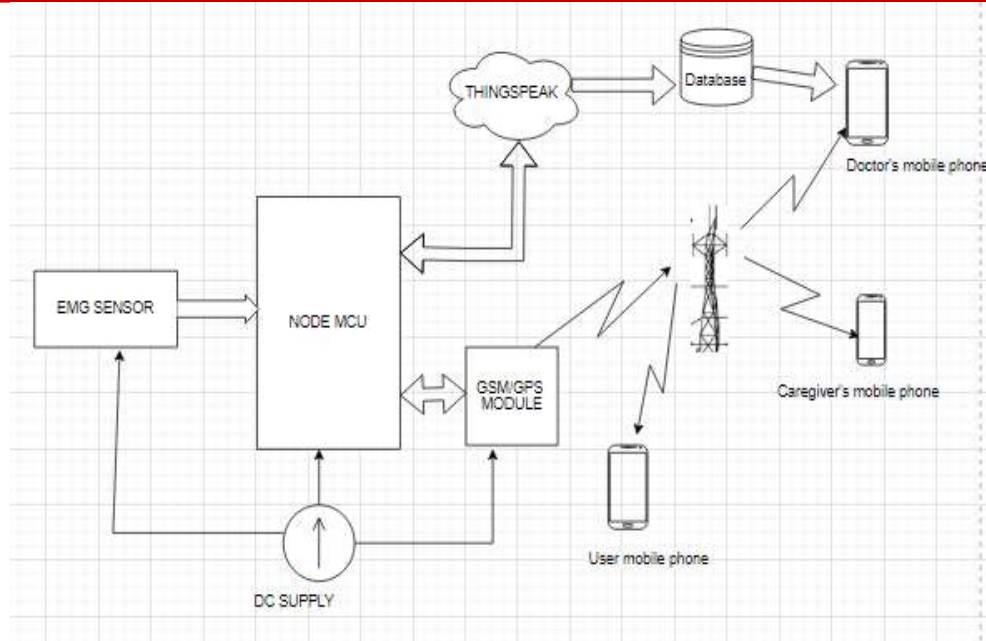 THINGSPEAK
Database
Doctor's mobile phone
EMG SENSOR
NODE MCU
GSM/GPS
MODULE
Caregiver's mobile phone
User mobile phone
DC SUPPLY